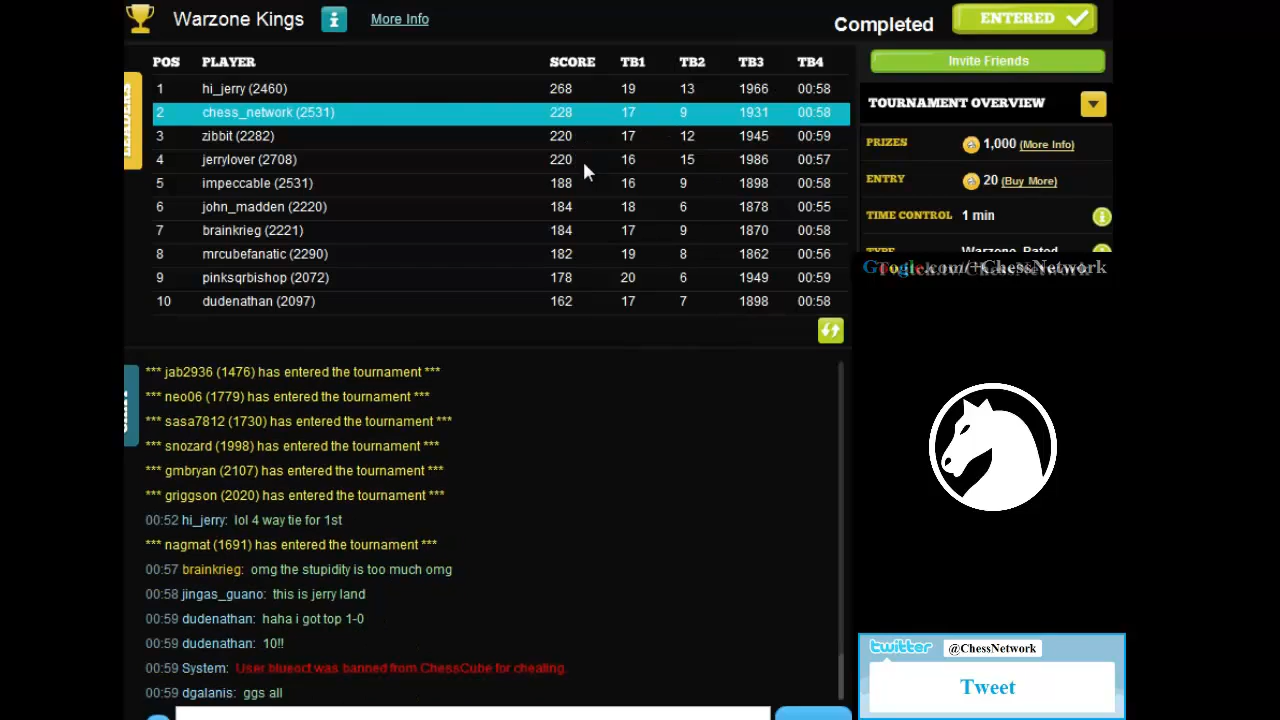 Warzone Kings
More Info
Completed
ENTERED
Invite Friends
POS PLAYER SCORE TB1 TB2 TB3 TB4
1 hi_jerry (2460) 268 19 13 1966 00:58
2 chess_network (2531) 228 17 9 1931 00:58
3 zibbit (2282) 220 17 12 1945 00:59
4 jerrylover (2708) 220 16 15 1986 00:57
5 impeccable (2531) 188 16 9 1898 00:58
6 john_madden (2220) 184 18 6 1878 00:55
7 brainkrieg (2221) 184 17 9 1870 00:58
8 mrcubefanatic (2290) 182 19 8 1862 00:56
9 pinksqrbishop (2072) 178 20 6 1949 00:59
10 dudenathan (2097) 162 17 7 1898 00:58
LEADERS
TOURNAMENT OVERVIEW
PRIZES 1,000 (More Info)
ENTRY 20 (Buy More)
TIME CONTROL 1 min
TYPE Warzone, Rated
*** jab2936 (1476) has entered the tournament ***
*** neo06 (1779) has entered the tournament ***
*** sasa7812 (1730) has entered the tournament ***
*** snozard (1998) has entered the tournament ***
*** gmbryan (2107) has entered the tournament ***
*** griggson (2020) has entered the tournament ***
00:52 hi_jerry: lol 4 way tie for 1st
*** nagmat (1691) has entered the tournament ***
00:57 brainkrieg: omg the stupidity is too much omg
00:58 jingas_guano: this is jerry land
00:59 dudenathan: haha i got top 1-0
00:59 dudenathan: 10!!
00:59 System: User blueoct was banned from ChessCube for cheating.
00:59 dgalanis: ggs all
twitter @ChessNetwork
Tweet